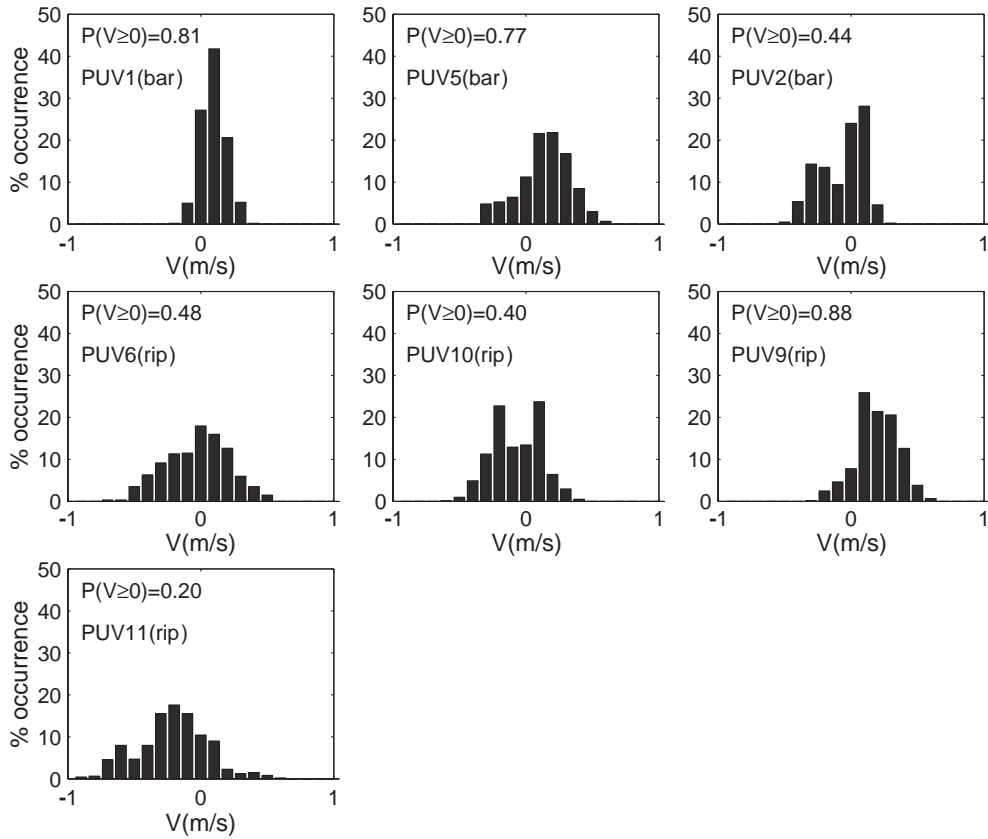 50
40
30
20
10
0
% occurrence
P(V≥0)=0.81
PUV1(bar)
-1
0
1
V(m/s)
50
40
30
20
10
0
P(V≥0)=0.77
PUV5(bar)
-1
0
1
V(m/s)
50
40
30
20
10
0
P(V≥0)=0.44
PUV2(bar)
-1
0
1
V(m/s)
50
40
30
20
10
0
% occurrence
P(V≥0)=0.48
PUV6(rip)
-1
0
1
V(m/s)
50
40
30
20
10
0
P(V≥0)=0.40
PUV10(rip)
-1
0
1
V(m/s)
50
40
30
20
10
0
P(V≥0)=0.88
PUV9(rip)
-1
0
1
V(m/s)
50
40
30
20
10
0
% occurrence
P(V≥0)=0.20
PUV11(rip)
-1
0
1
V(m/s)